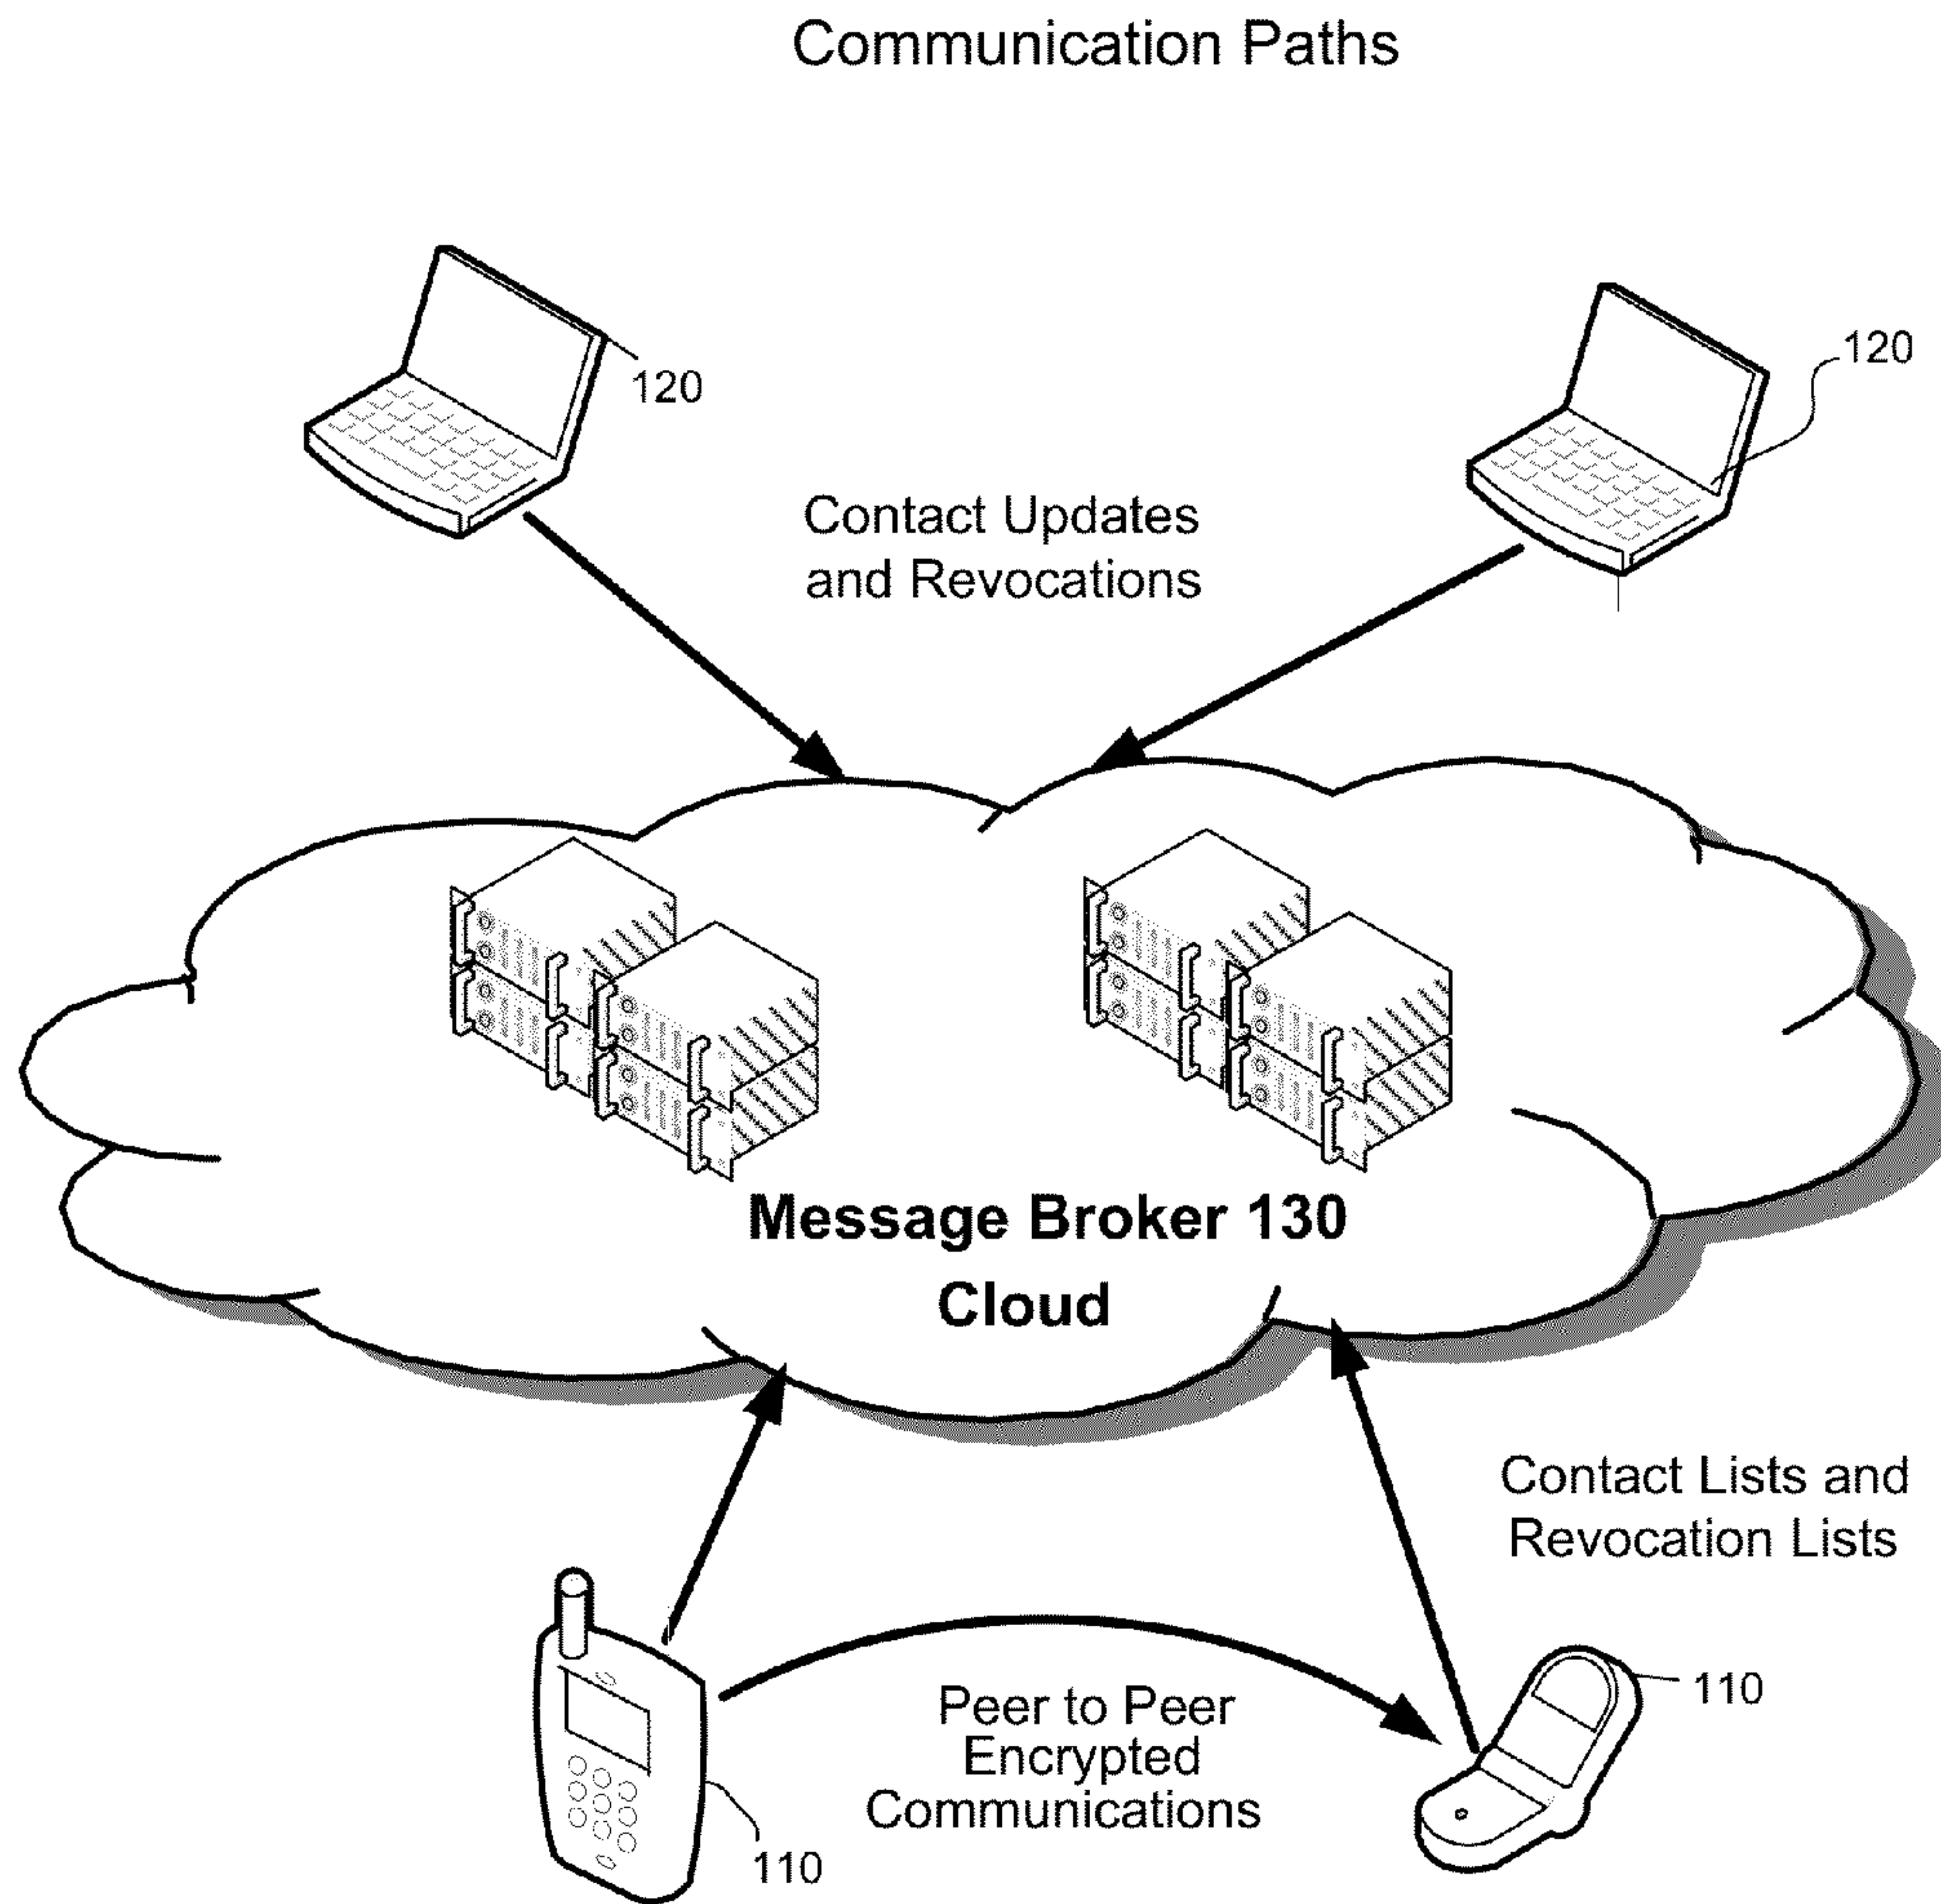 Communication Paths
120
120
Contact Updates
and Revocations
Message Broker 130
Cloud
Contact Lists and
Revocation Lists
110
Peer to Peer
Encrypted
Communications
110